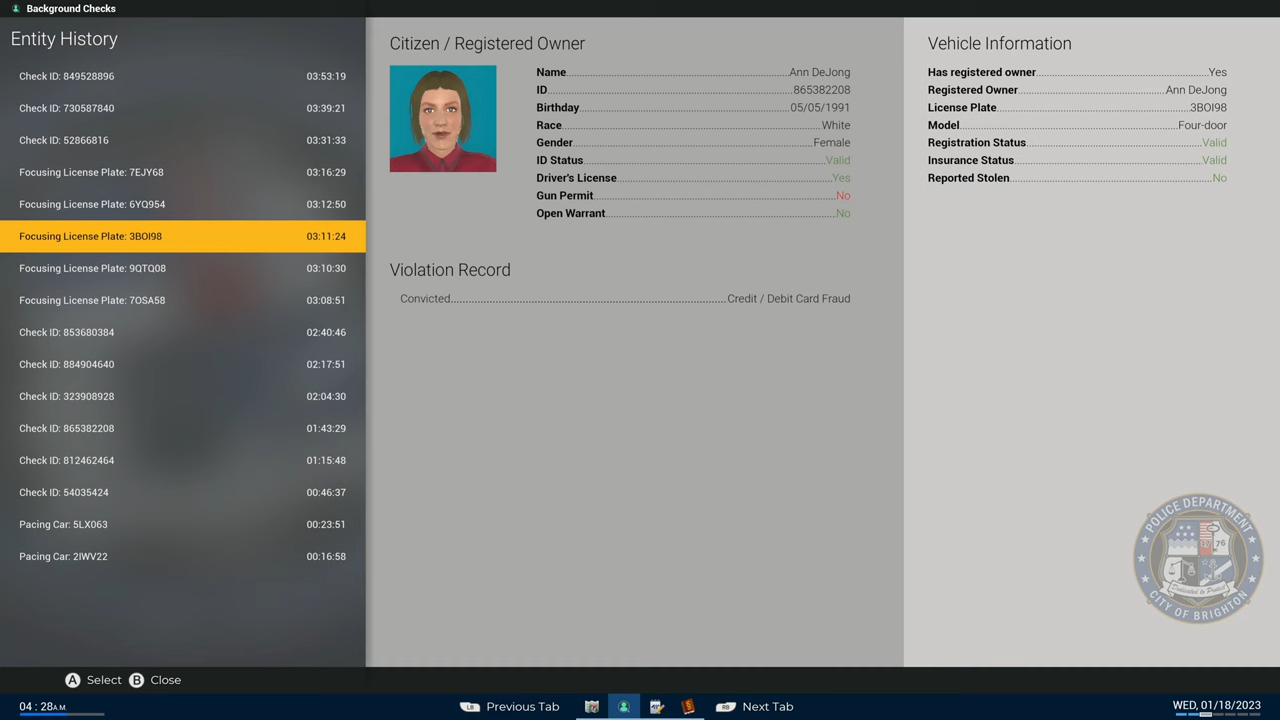 Background Checks
Entity History
Check ID: 849528896 03:53:19
Check ID: 730587840 03:39:21
Check ID: 52866816 03:31:33
Focusing License Plate: 7EJY68 03:16:29
Focusing License Plate: 6YQ954 03:12:50
Focusing License Plate: 3BOI98 03:11:24
Focusing License Plate: 9QTQ08 03:10:30
Focusing License Plate: 7OSA58 03:08:51
Check ID: 853680384 02:40:46
Check ID: 884904640 02:17:51
Check ID: 323908928 02:04:30
Check ID: 865382208 01:43:29
Check ID: 812462464 01:15:48
Check ID: 54035424 00:46:37
Pacing Car: 5LX063 00:23:51
Pacing Car: 2IWV22 00:16:58
Citizen / Registered Owner
Name Ann DeJong
ID 865382208
Birthday 05/05/1991
Race White
Gender Female
ID Status Valid
Driver's License Yes
Gun Permit No
Open Warrant No
Violation Record
Convicted Credit / Debit Card Fraud
Vehicle Information
Has registered owner Yes
Registered Owner Ann DeJong
License Plate 3BOI98
Model Four-door
Registration Status Valid
Insurance Status Valid
Reported Stolen No
POLICE DEPARTMENT
17 76
Dedicated to Protect
CITY OF BRIGHTON
A Select B Close
04 : 28 A.M. LB Previous Tab RB Next Tab WED, 01/18/2023